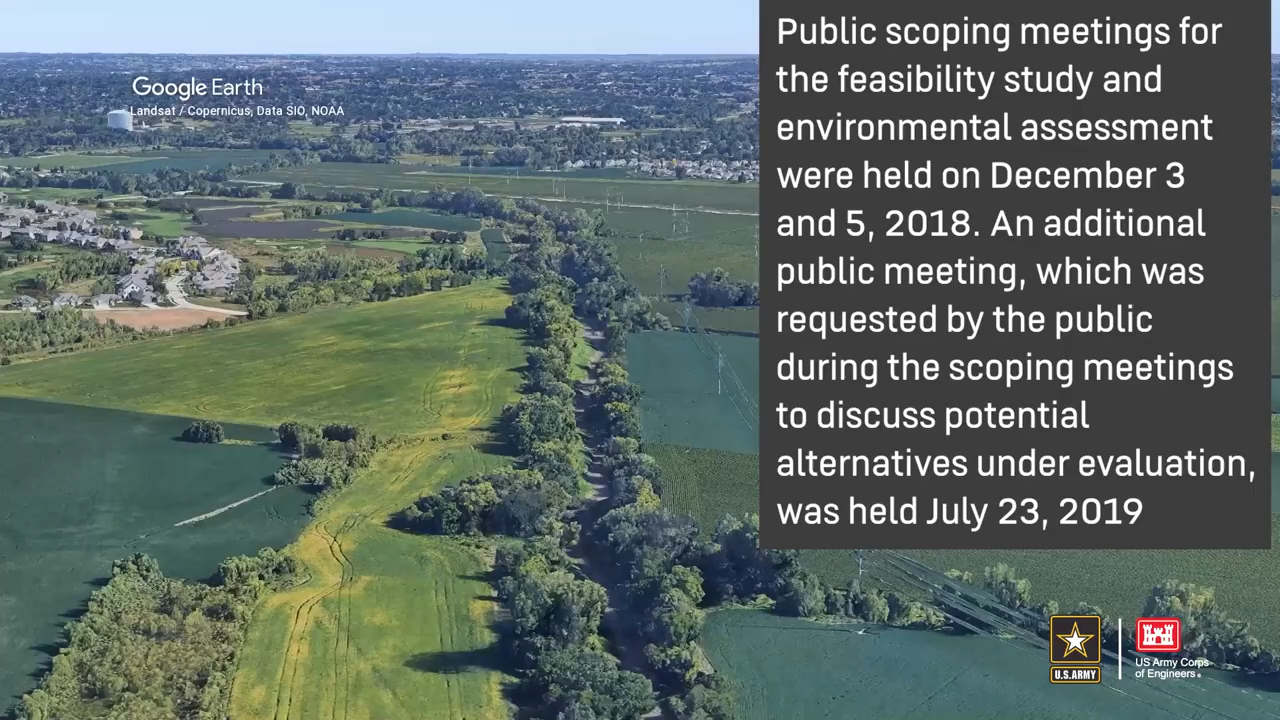 Public scoping meetings for
the feasibility study and
environmental assessment
were held on December 3
and 5, 2018. An additional
public meeting, which was
requested by the public
during the scoping meetings
to discuss potential
alternatives under evaluation,
was held July 23, 2019
Google Earth
Landsat / Copernicus, Data SIO, NOAA
U.S.ARMY
US Army Corps
of Engineers®